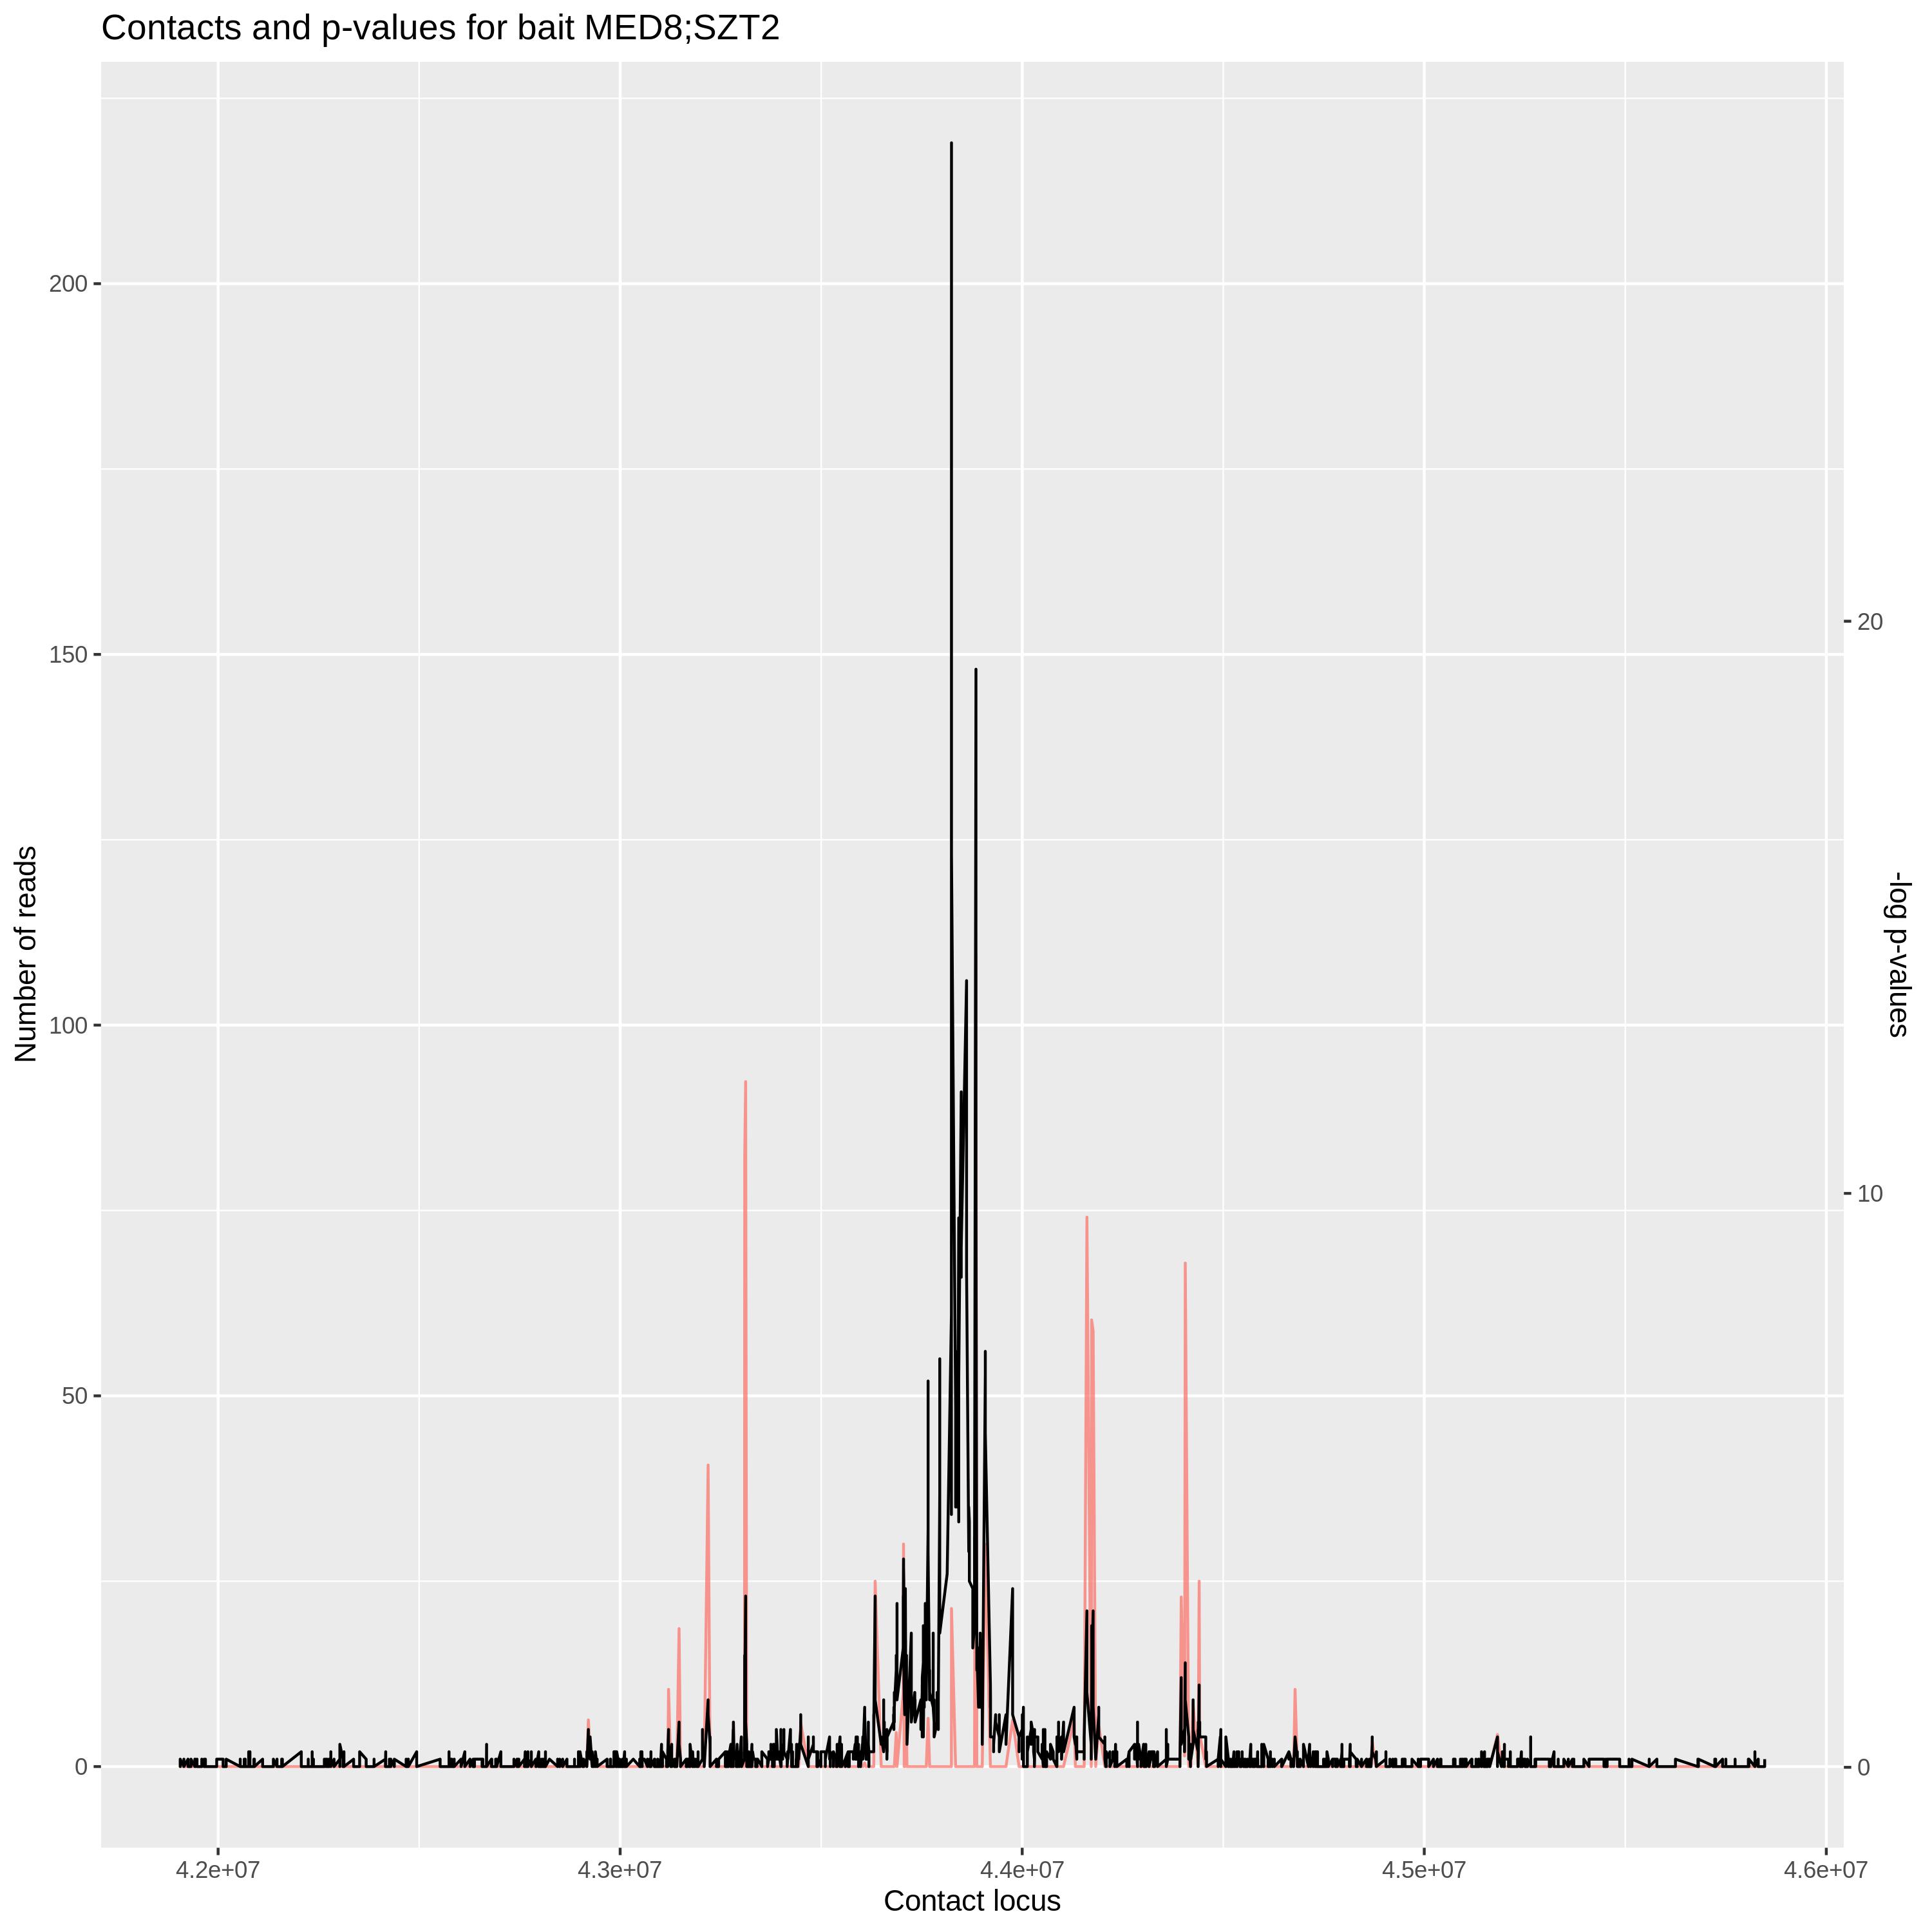 Contacts and p-values for bait MED8;SZT2
200
150
100
50
0
Number of reads
20
10
0
-log p-values
4.2e+07
4.3e+07
4.4e+07
4.5e+07
4.6e+07
Contact locus